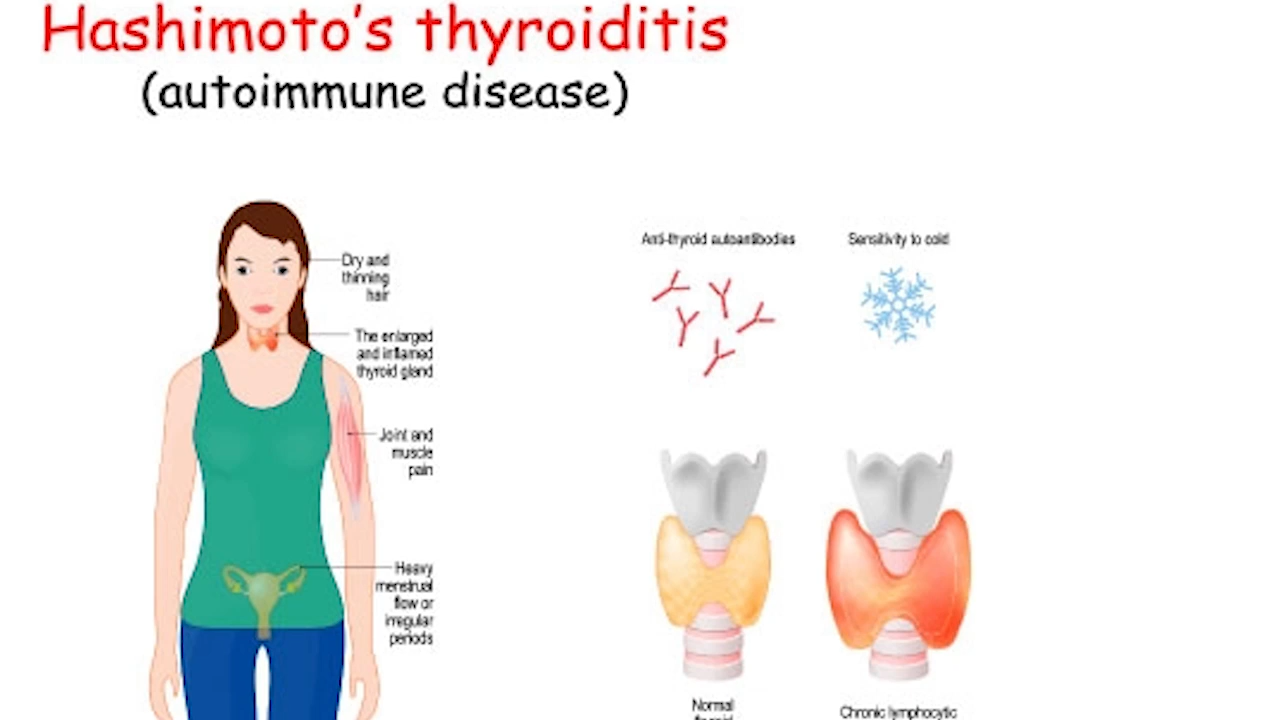 Hashimoto's thyroiditis
(autoimmune disease)
Dry and
thinning
hair
The enlarged
and inflamed
thyroid gland
Joint and
muscle
pain
Heavy
menstrual
flow or
irregular
periods
Anti-thyroid autoantibodies
Sensitivity to cold
Normal
Chronic lymphocytic